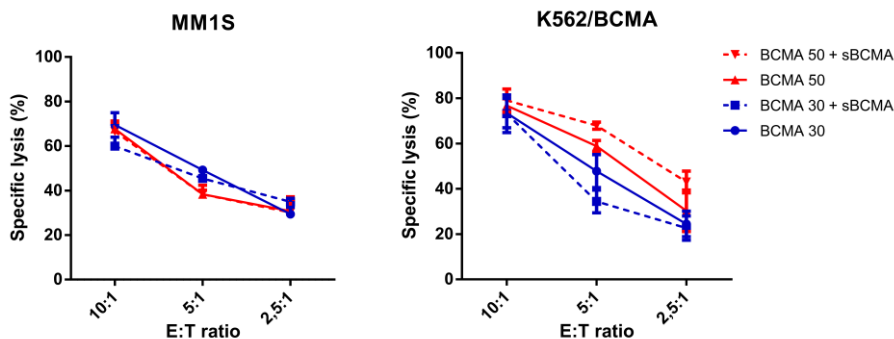 MM1S
Specific lysis (%)
100
80
60
40
20
0
10:1
5:1
2,5:1
E:T ratio
K562/BCMA
Specific lysis (%)
100
80
60
40
20
0
10:1
5:1
2,5:1
E:T ratio
BCMA 50 + sBCMA
BCMA 50
BCMA 30 + sBCMA
BCMA 30